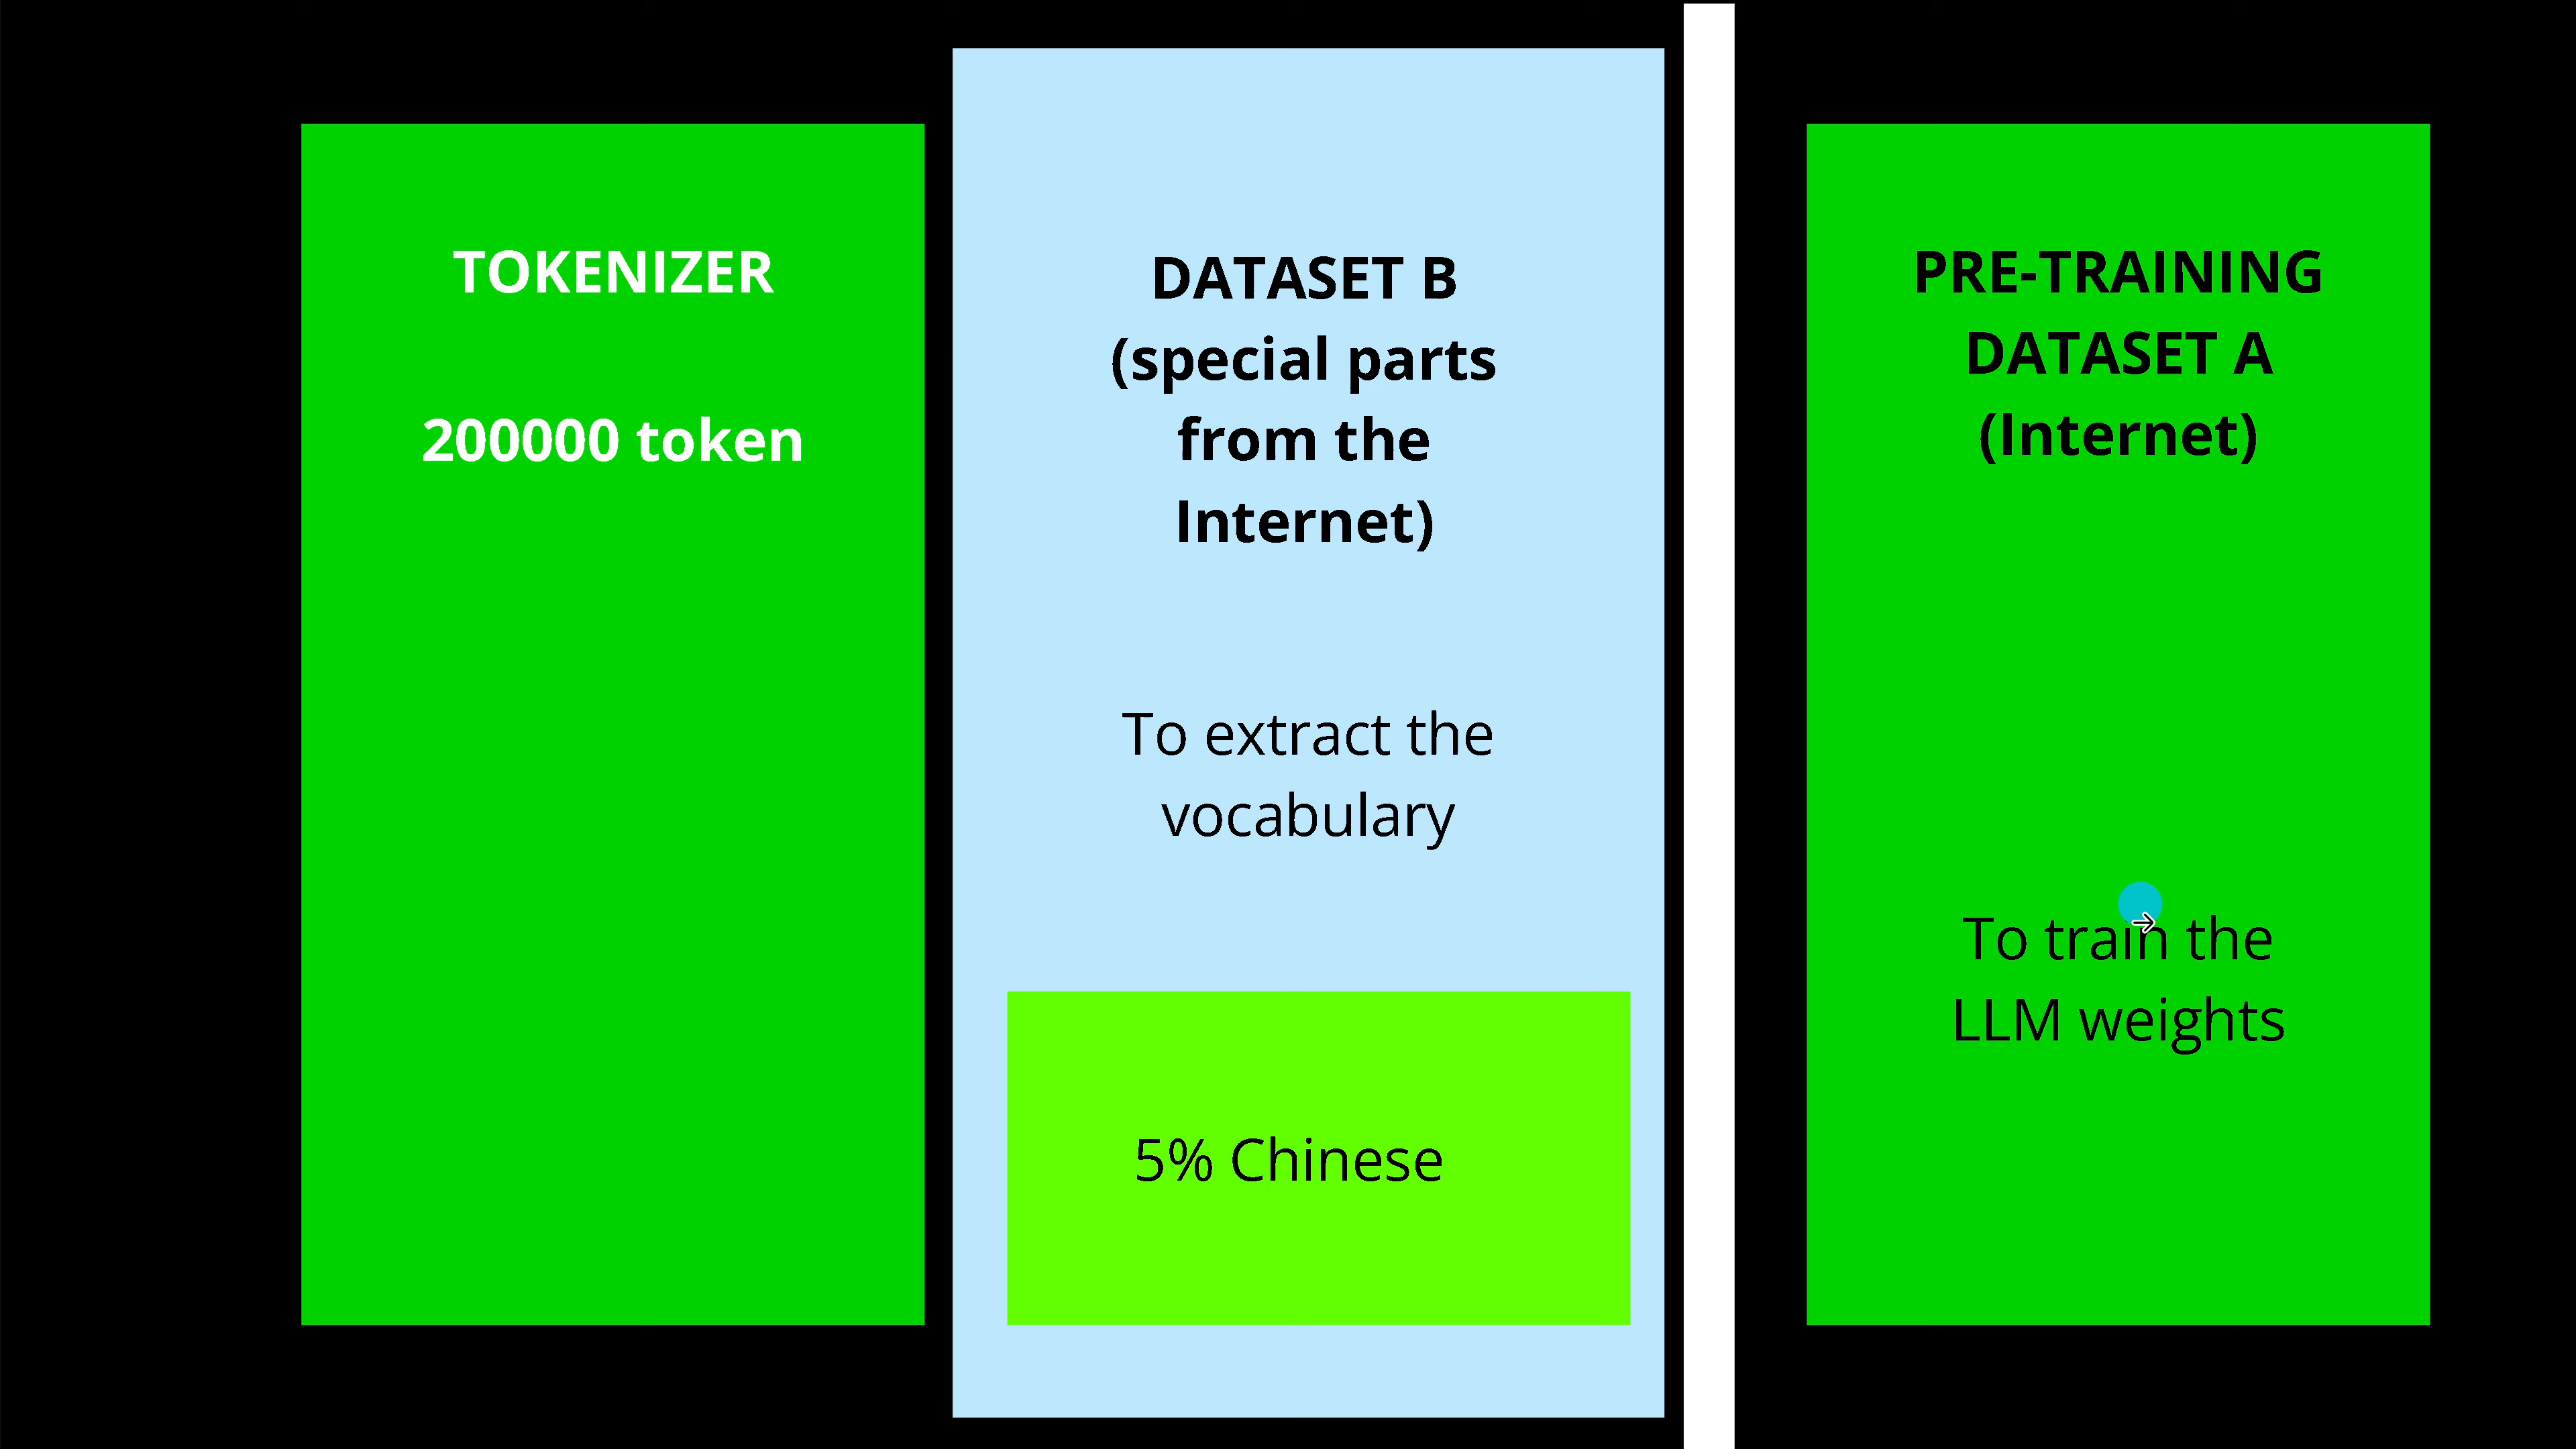 TOKENIZER
200000 token
DATASET B
(special parts
from the
Internet)
To extract the
vocabulary
5% Chinese
PRE-TRAINING
DATASET A
(Internet)
To train the
LLM weights